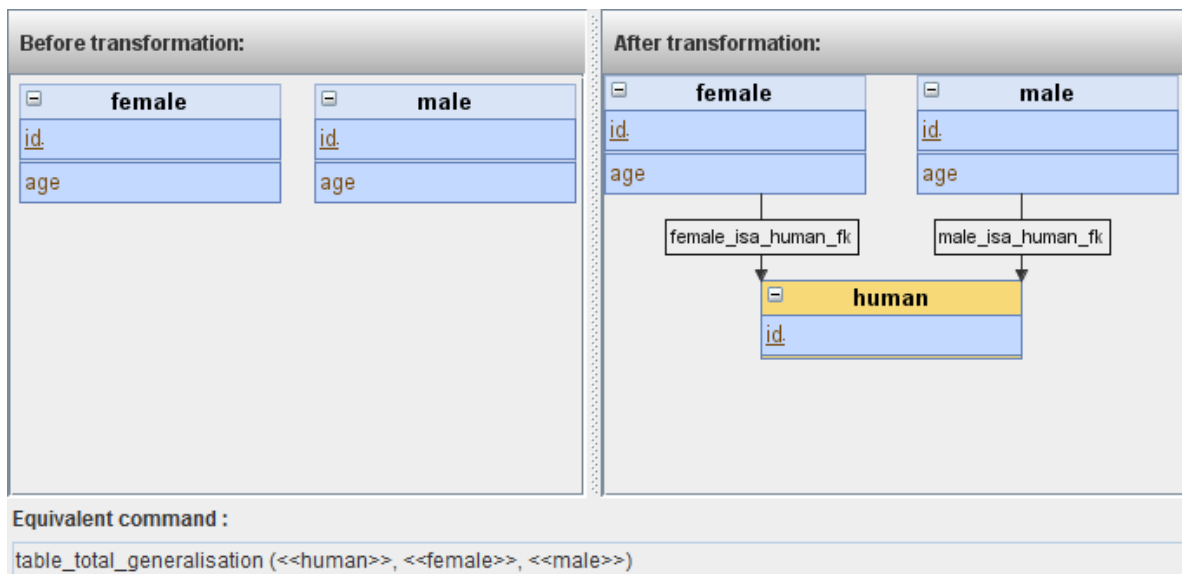 Before transformation:
female
id.
age
male
id.
age
After transformation:
female
id.
age
male
id.
age
female_isa_human_fk
male_isa_human_fk
human
id.
Equivalent command :
table_total_generalisation (<<human>>, <<female>>, <<male>>)